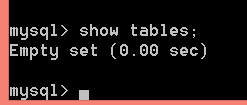 mysql> show tables;
Empty set (0.00 sec)
mysql>